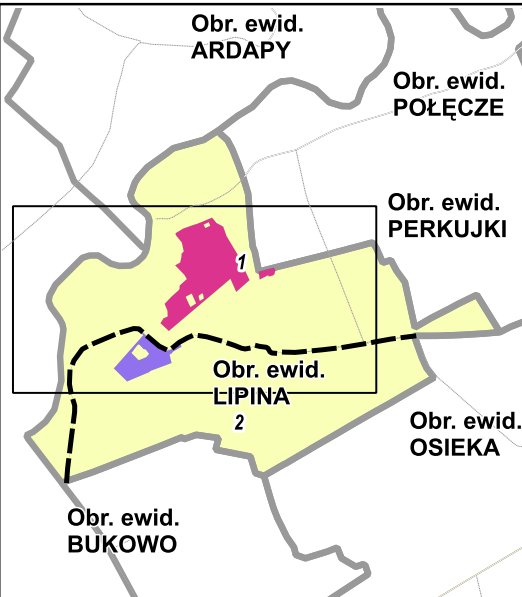 Obr. ewid.
ARDAPY
Obr. ewid.
POŁĘCZE
Obr. ewid.
PERKUJKI
1
Obr. ewid.
LIPINA
2
Obr. ewid.
OSIEKA
Obr. ewid.
BUKOWO